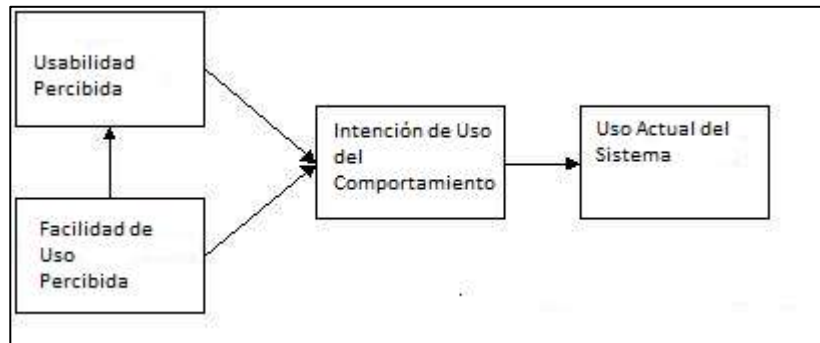 Usabilidad
Percibida
Intención de Uso
del
Comportamiento
Uso Actual del
Sistema
Facilidad de
Uso
Percibida